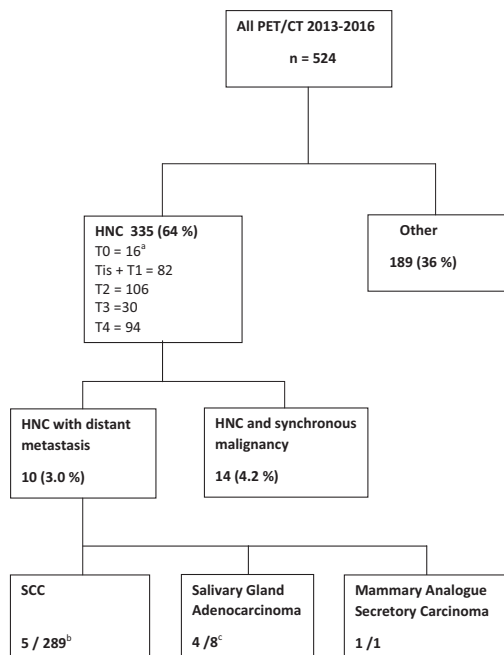 All PET/CT 2013-2016
n = 524
HNC 335 (64 %)
T0 = 16a
Tis + T1 = 82
T2 = 106
T3 =30
T4 = 94
Other
189 (36 %)
HNC with distant
metastasis
10 (3.0 %)
HNC and synchronous
malignancy
14 (4.2 %)
SCC
5 / 289b
Salivary Gland
Adenocarcinoma
4 /8c
Mammary Analogue
Secretory Carcinoma
1 /1